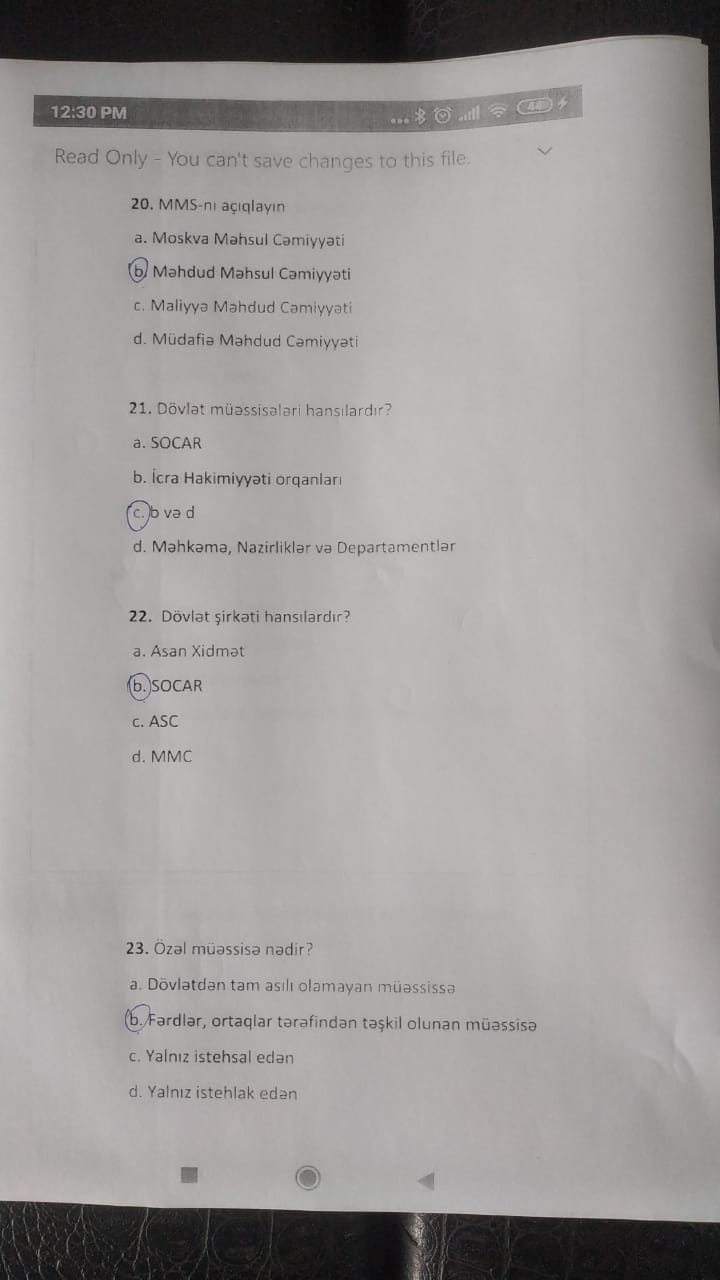 12:30 PM
44
Read Only - You can't save changes to this file.
20. MMS-nı açıqlayın
a. Moskva Məhsul Cəmiyyəti
b. Məhdud Məhsul Cəmiyyəti
c. Maliyyə Məhdud Cəmiyyəti
d. Müdafiə Məhdud Cəmiyyəti
21. Dövlət müəssisələri hansılardır?
a. SOCAR
b. İcra Hakimiyyəti orqanları
c. b və d
d. Məhkəmə, Nazirliklər və Departamentlər
22. Dövlət şirkəti hansılardır?
a. Asan Xidmət
b. SOCAR
c. ASC
d. MMC
23. Özəl müəssisə nədir?
a. Dövlətdən tam asılı olamayan müəssissə
b. Fərdlər, ortaqlar tərəfindən təşkil olunan müəssisə
c. Yalnız istehsal edən
d. Yalnız istehlak edən